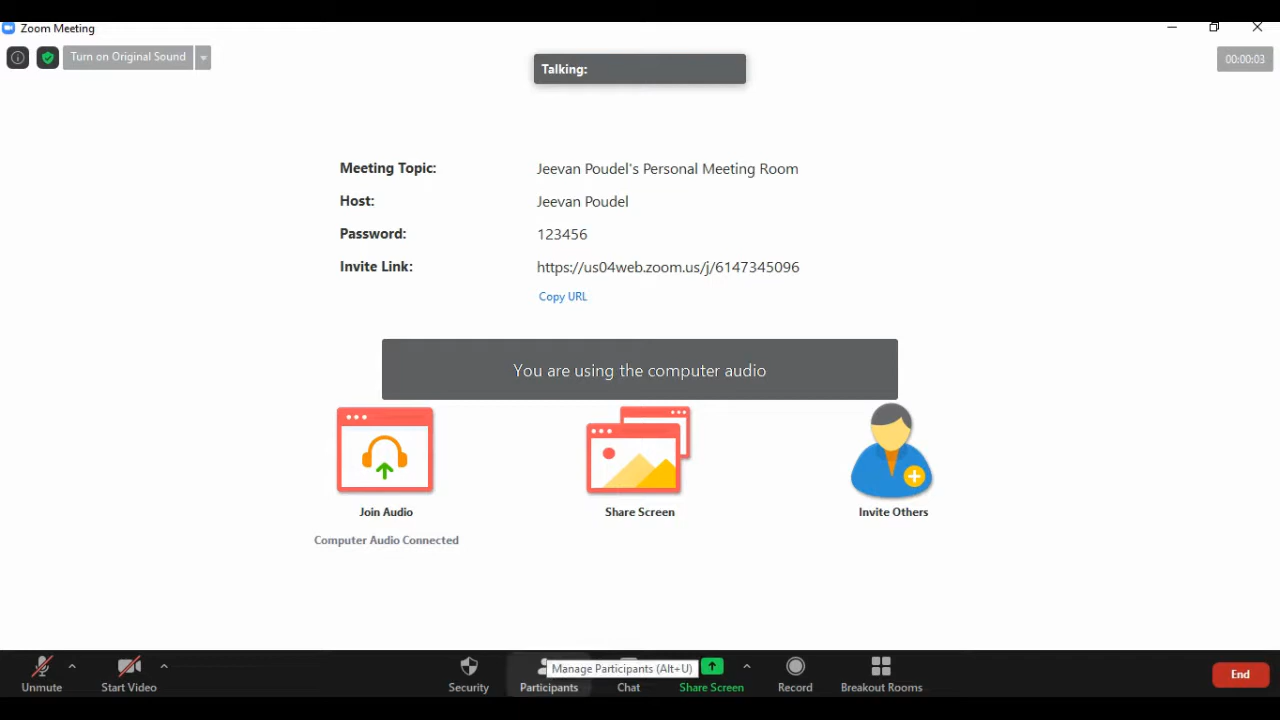 Zoom Meeting
Turn on Original Sound
Talking:
00:00:03
Meeting Topic: Jeevan Poudel's Personal Meeting Room
Host: Jeevan Poudel
Password: 123456
Invite Link: https://us04web.zoom.us/j/6147345096
Copy URL
You are using the computer audio
Join Audio Share Screen Invite Others
Computer Audio Connected
Manage Participants (Alt+U)
Unmute Start Video Security Participants Chat Share Screen Record Breakout Rooms End